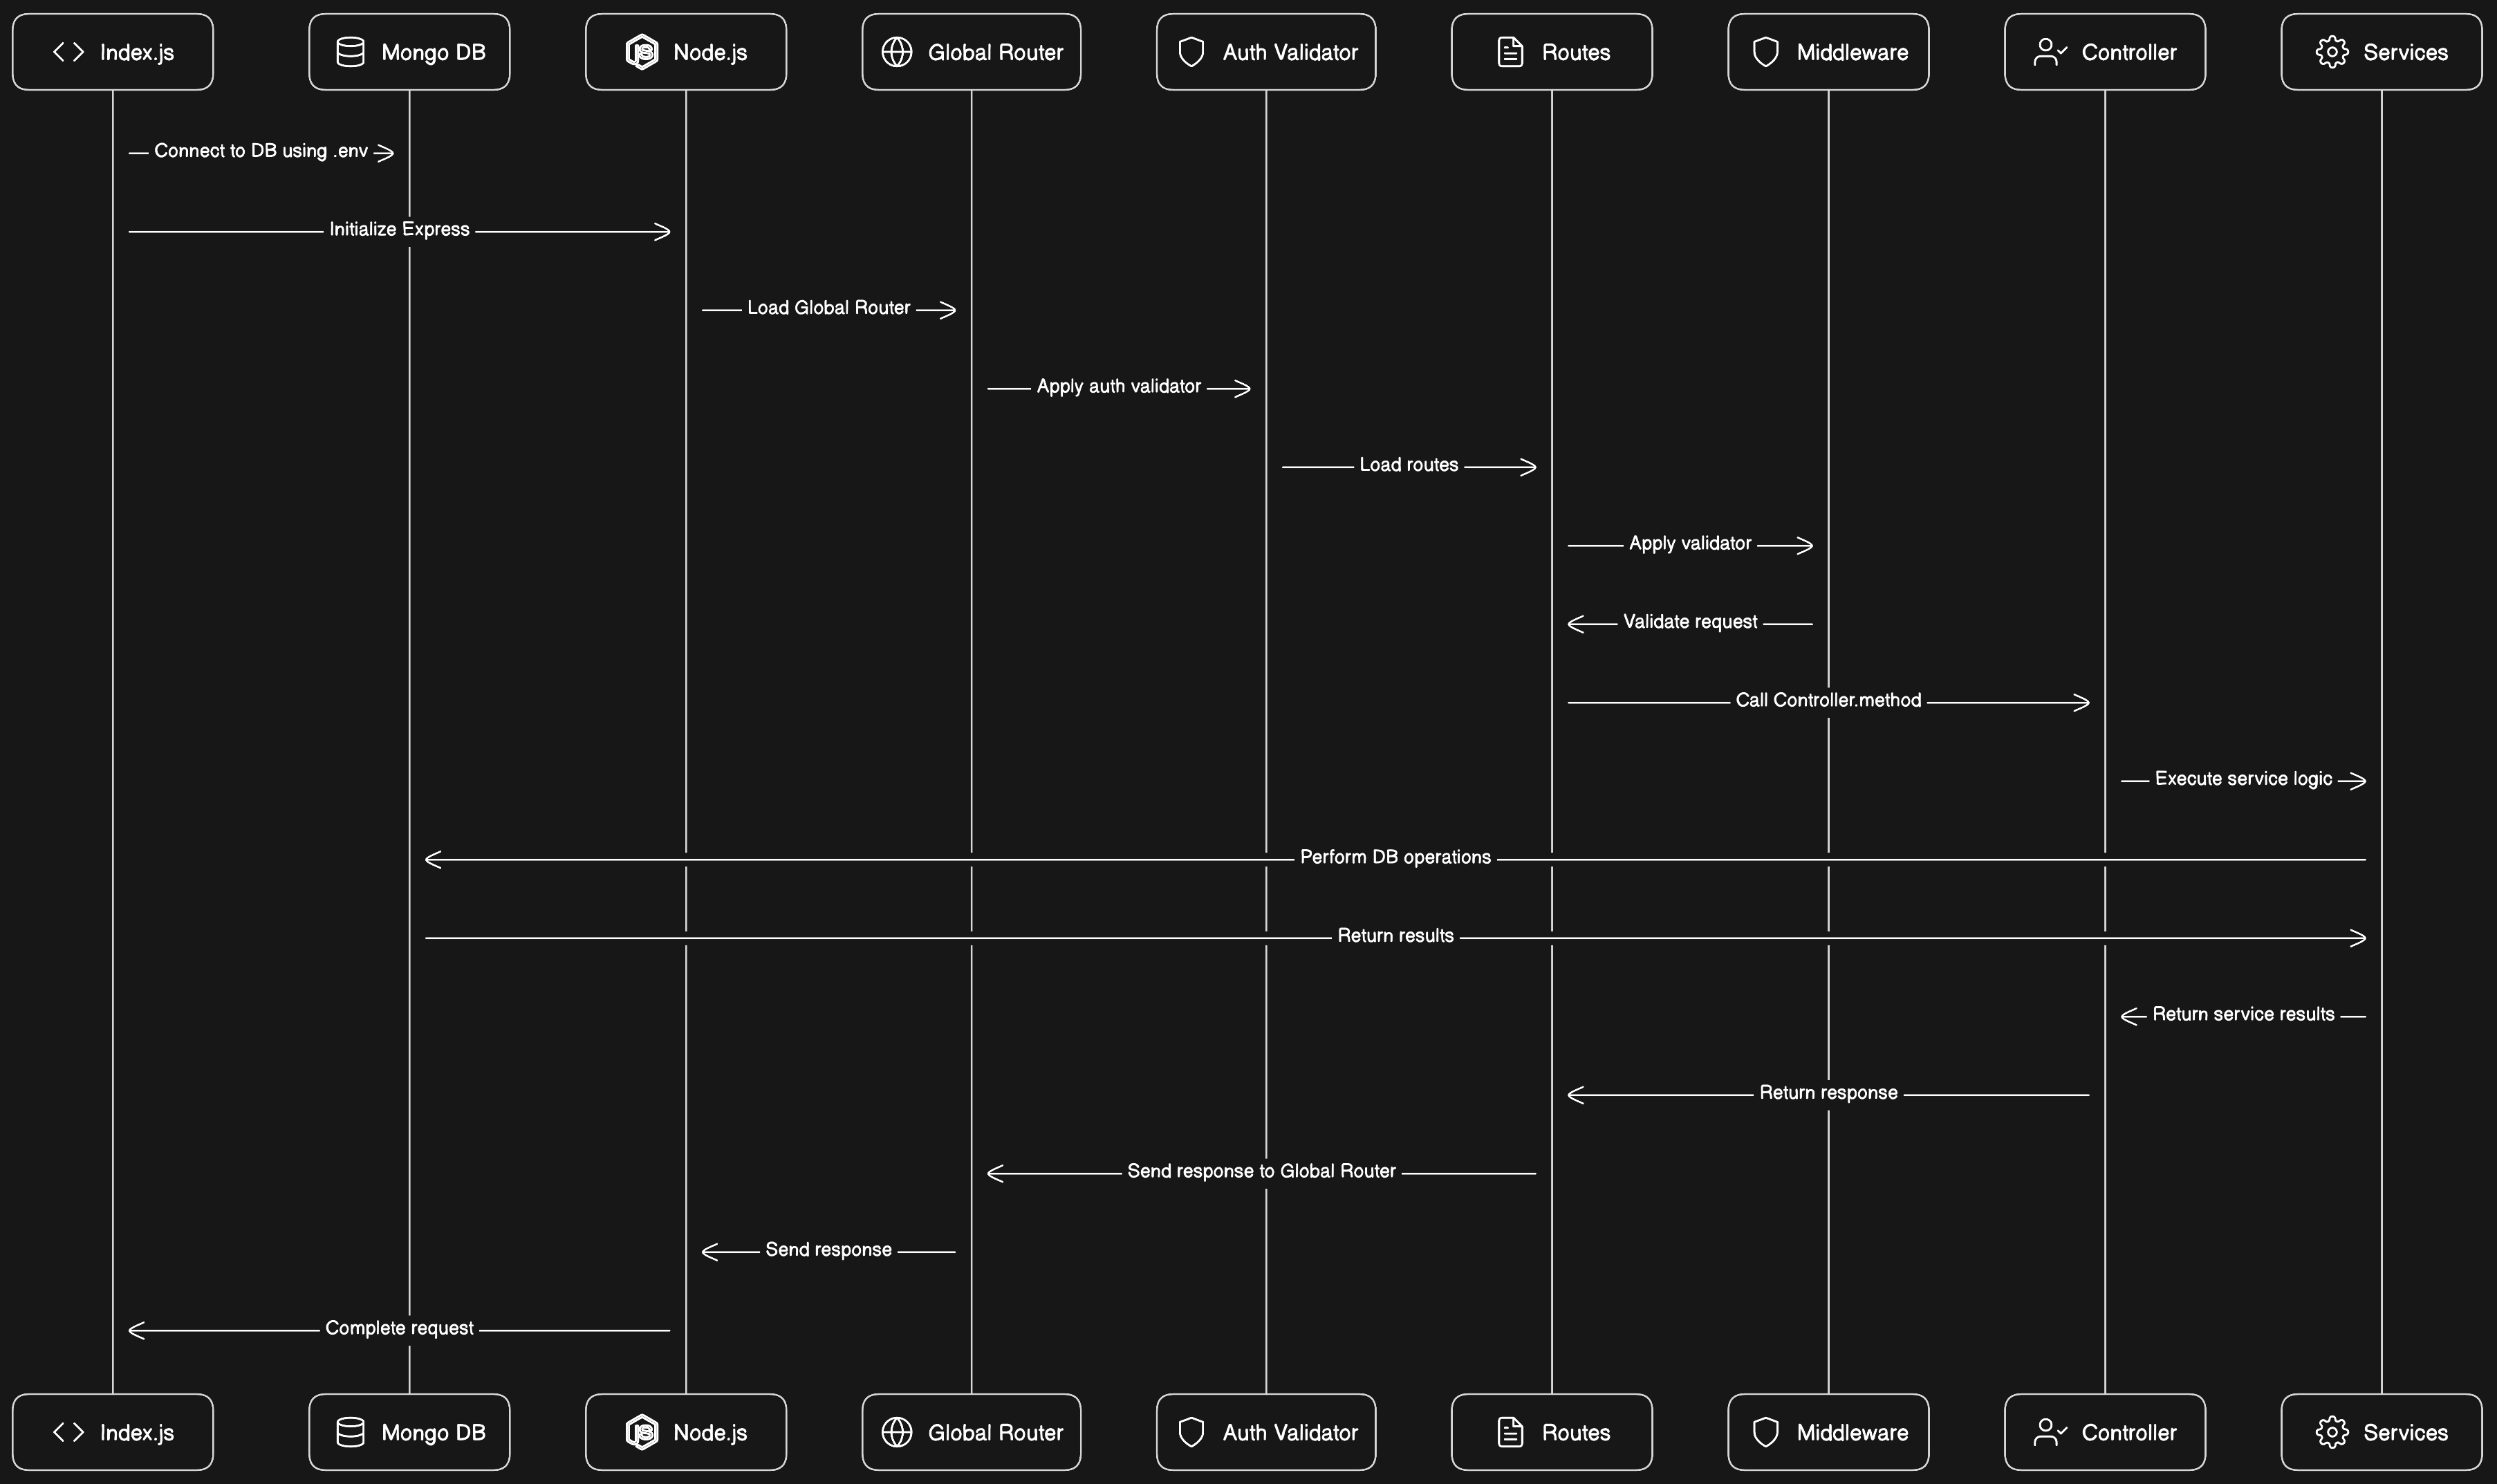 Index.js
Mongo DB
Node.js
Global Router
Auth Validator
Routes
Middleware
Controller
Services
Connect to DB using .env
Initialize Express
Load Global Router
Apply auth validator
Load routes
Apply validator
Validate request
Call Controller.method
Execute service logic
Perform DB operations
Return results
Return service results
Return response
Send response to Global Router
Send response
Complete request
Index.js
Mongo DB
Node.js
Global Router
Auth Validator
Routes
Middleware
Controller
Services